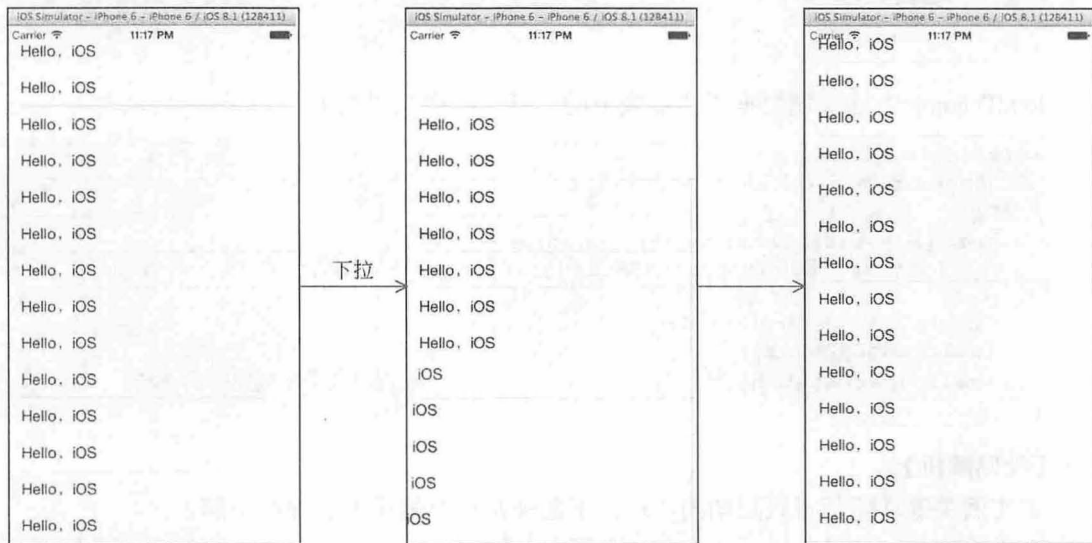 iOS Simulator – iPhone 6 – iPhone 6 / iOS 8.1 (12B411)
Carrier 11:17 PM
Hello, iOS
Hello, iOS
Hello, iOS
Hello, iOS
Hello, iOS
Hello, iOS
Hello, iOS
Hello, iOS
Hello, iOS
Hello, iOS
Hello, iOS
Hello, iOS
Hello, iOS
Hello, iOS
下拉
iOS Simulator – iPhone 6 – iPhone 6 / iOS 8.1 (12B411)
Carrier 11:17 PM
Hello, iOS
Hello, iOS
Hello, iOS
Hello, iOS
Hello, iOS
Hello, iOS
Hello, iOS
iOS
iOS
iOS
iOS
iOS
iOS Simulator – iPhone 6 – iPhone 6 / iOS 8.1 (12B411)
Carrier 11:17 PM
Hello, iOS
Hello, iOS
Hello, iOS
Hello, iOS
Hello, iOS
Hello, iOS
Hello, iOS
Hello, iOS
Hello, iOS
Hello, iOS
Hello, iOS
Hello, iOS
Hello, iOS
Hello, iOS